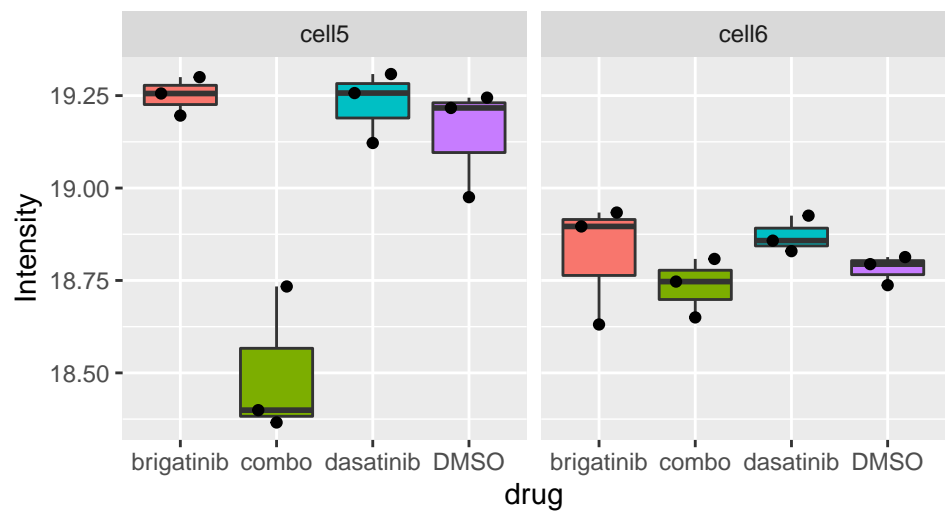 cell5 cell6
Intensity
19.25
19.00
18.75
18.50
brigatinib combo dasatinib DMSO brigatinib combo dasatinib DMSO
drug